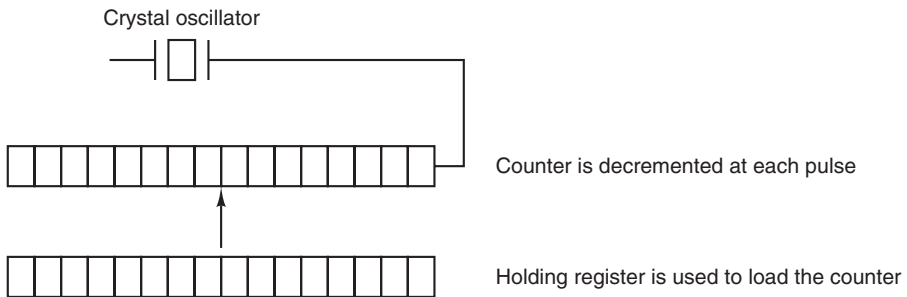 Crystal oscillator
Counter is decremented at each pulse
Holding register is used to load the counter